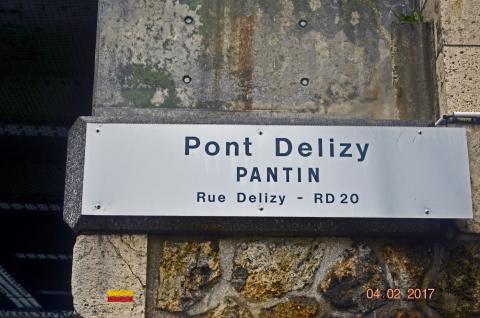 Pont Delizy
PANTIN
Rue Delizy - RD 20
04 02 2017